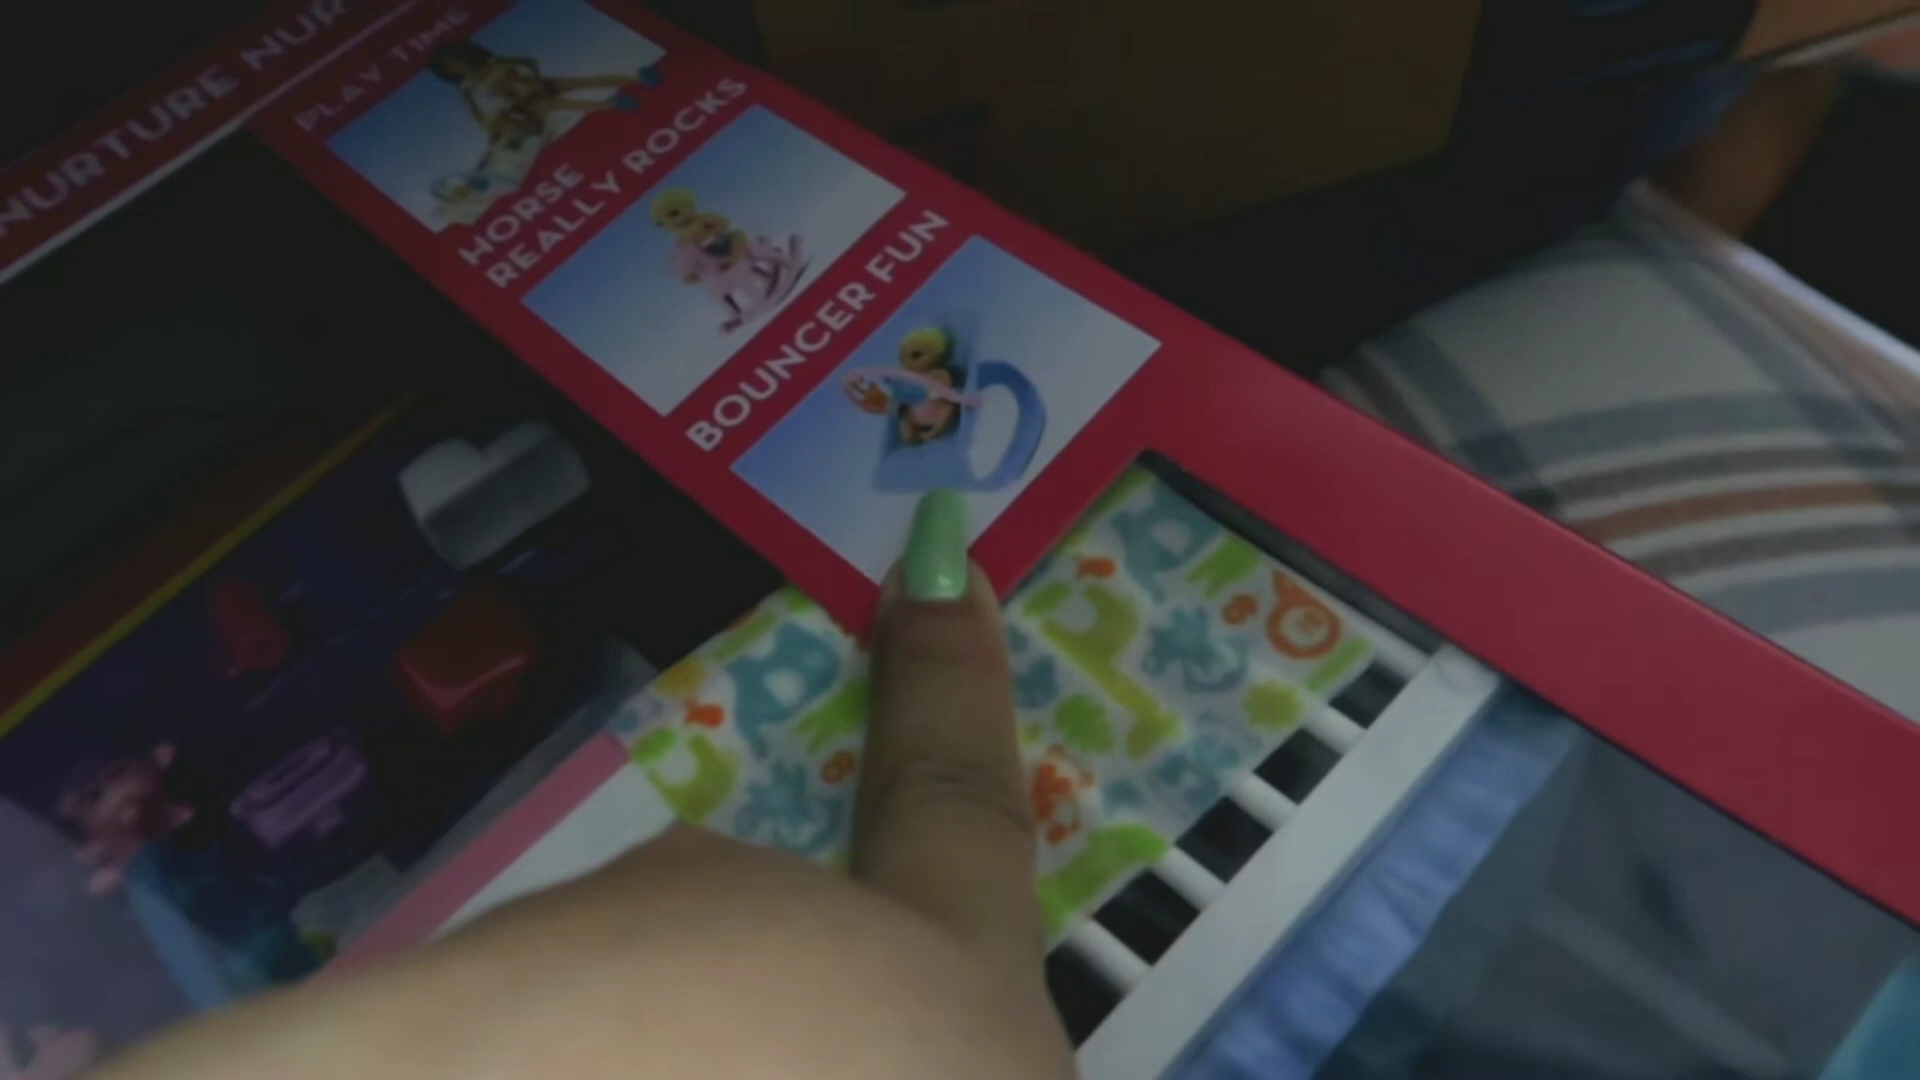 NURTURE NUR
PLAY TIME
HORSE
REALLY ROCKS
BOUNCER FUN